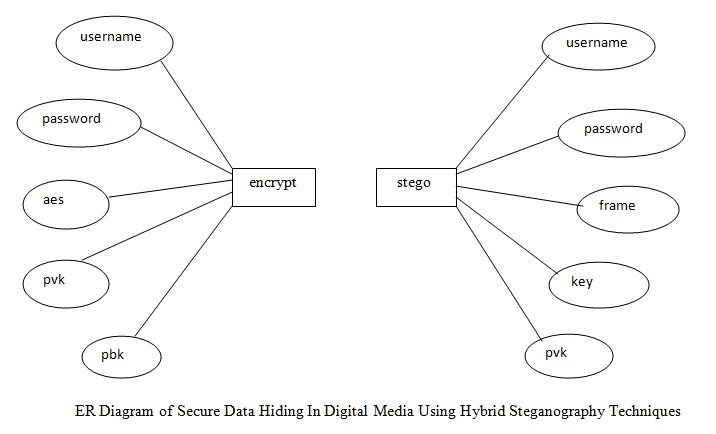 username
password
aes
pvk
pbk
encrypt
stego
username
password
frame
key
pvk
ER Diagram of Secure Data Hiding In Digital Media Using Hybrid Steganography Techniques